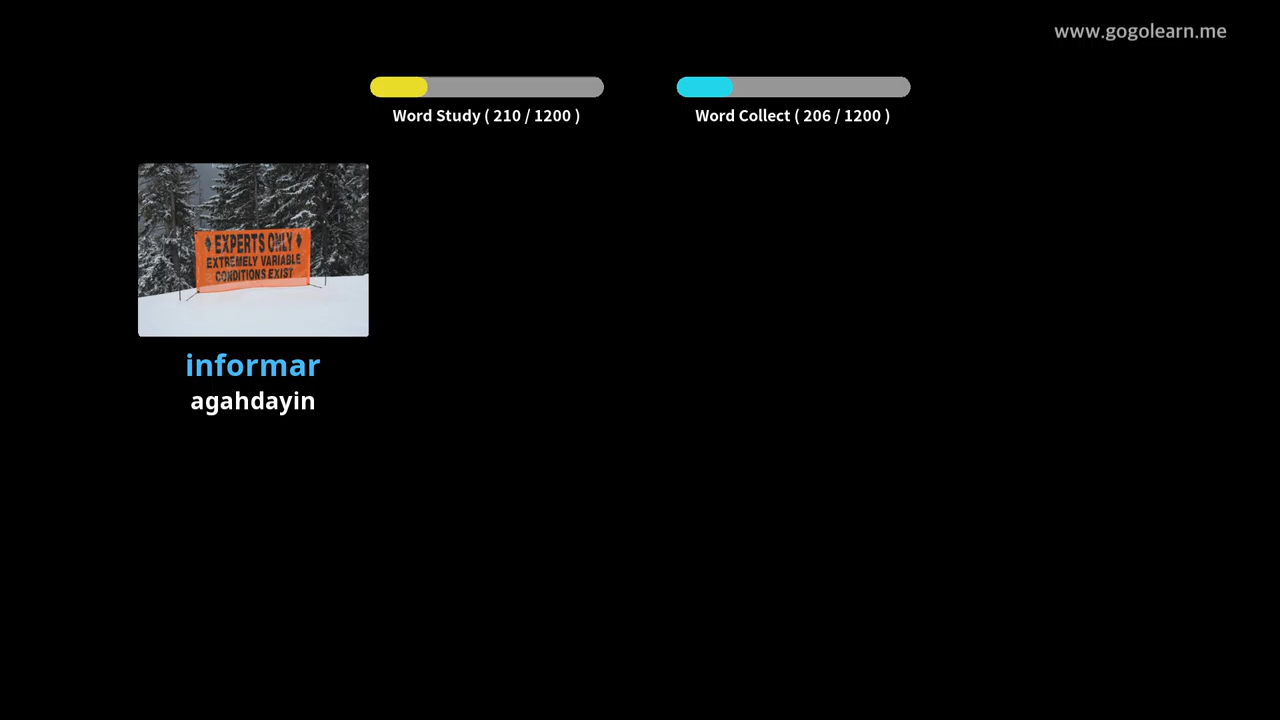 www.gogolearn.me
Word Study ( 210 / 1200 )
Word Collect ( 206 / 1200 )
EXPERTS ONLY
EXTREMELY VARIABLE
CONDITIONS EXIST
informar
agahdayin